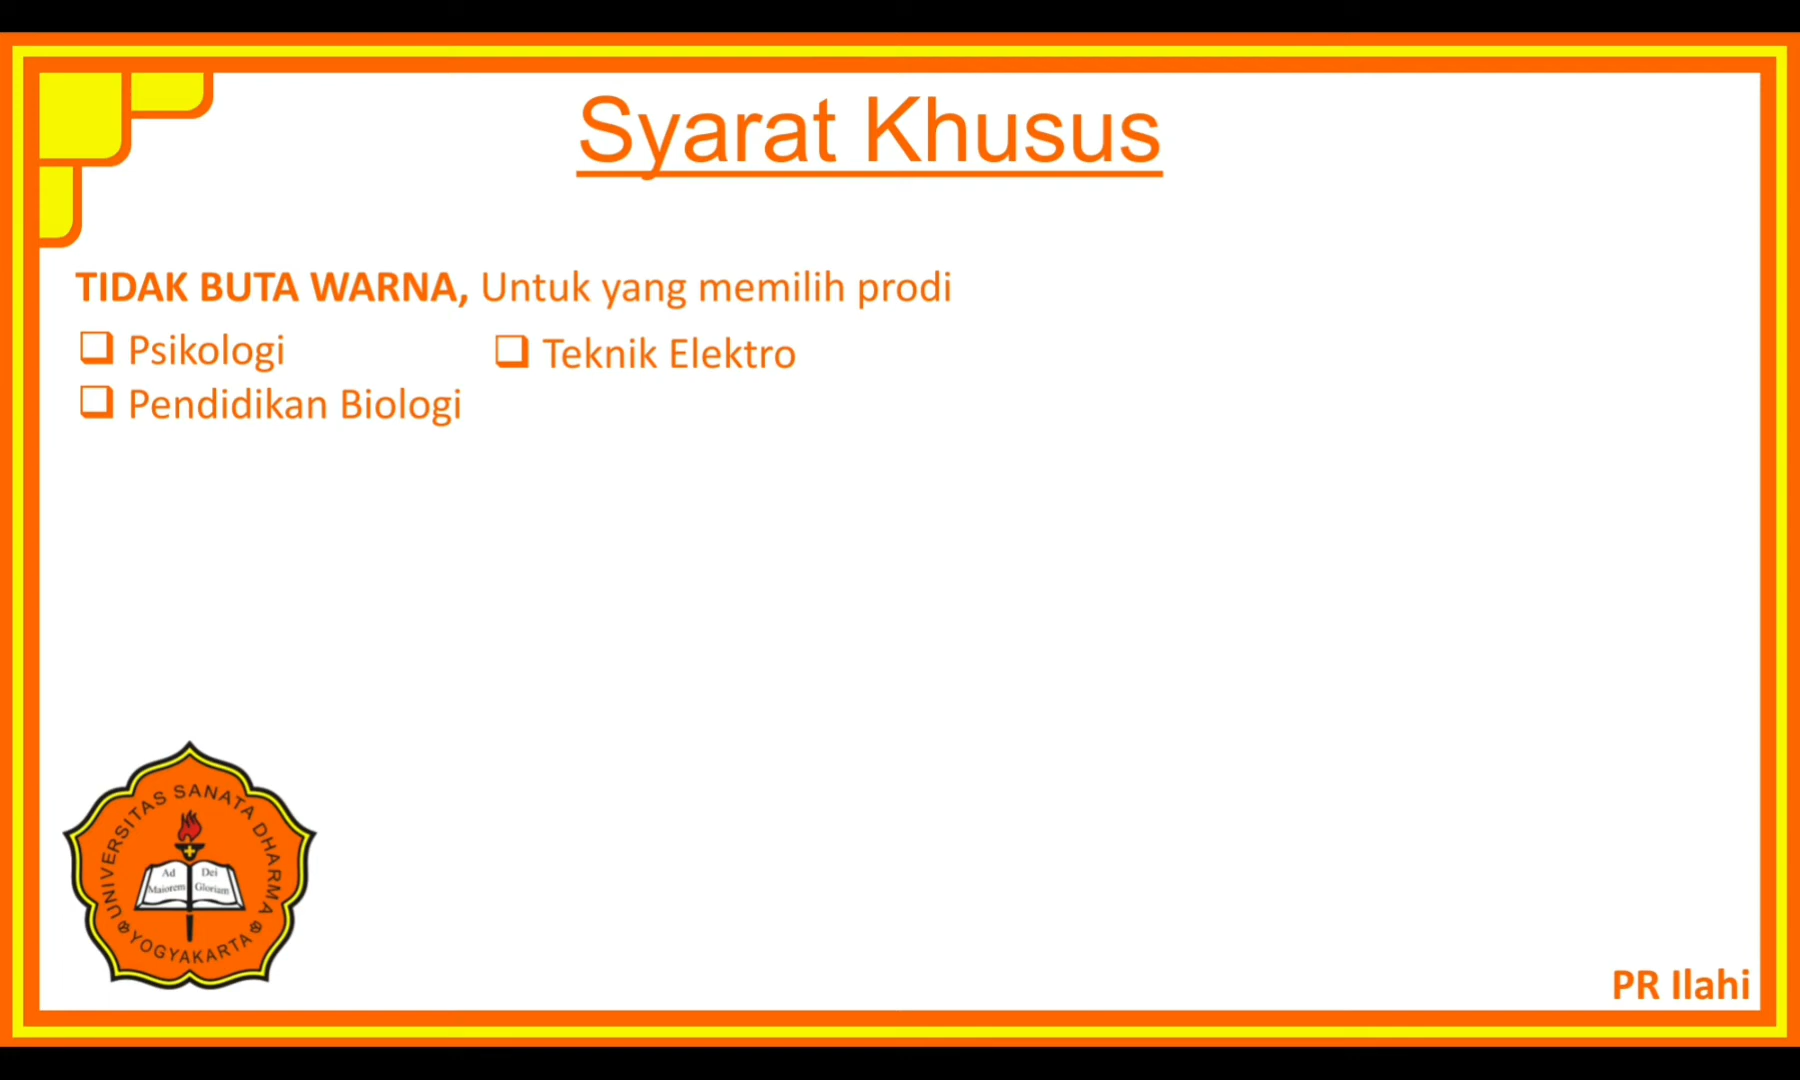 Syarat Khusus
TIDAK BUTA WARNA, Untuk yang memilih prodi
Psikologi
Pendidikan Biologi
Teknik Elektro
UNIVERSITAS SANATA DHARMA
Ad Dei
Maiorem Gloriam
YOGYAKARTA
PR Ilahi